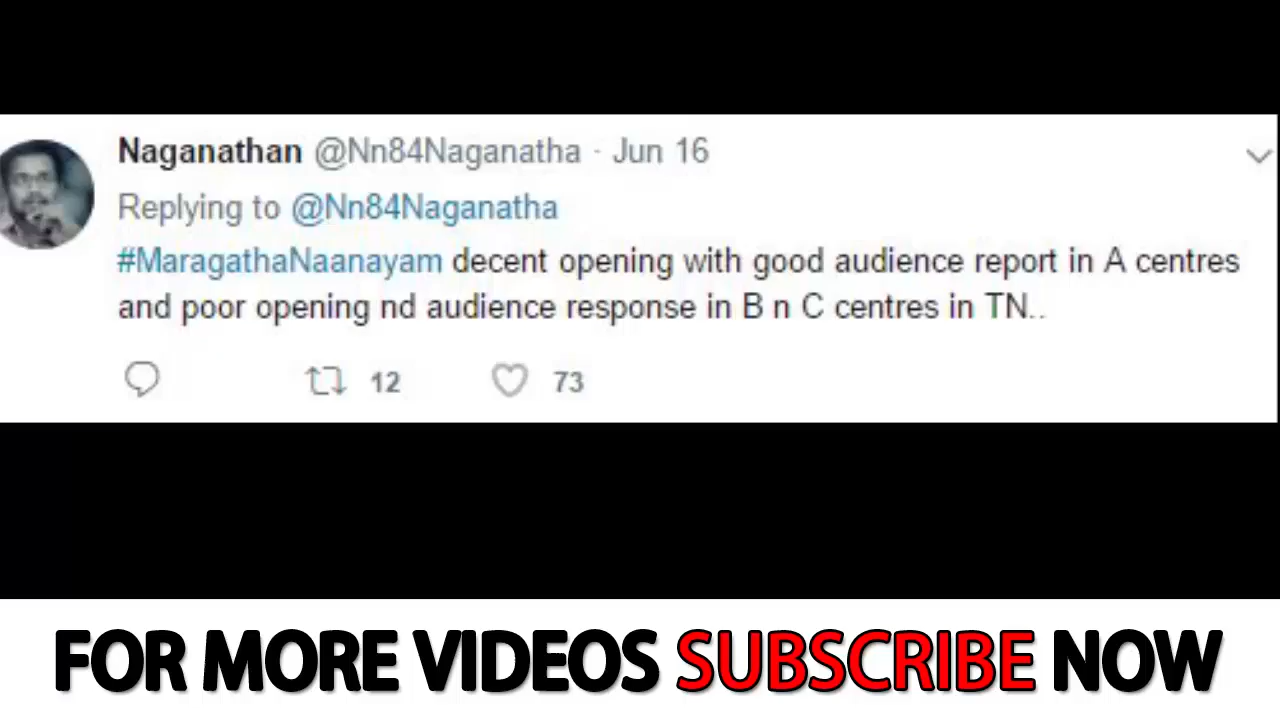 Naganathan @Nn84Naganatha · Jun 16
Replying to @Nn84Naganatha
#MaragathaNaanayam decent opening with good audience report in A centres
and poor opening nd audience response in B n C centres in TN..
12 73
FOR MORE VIDEOS SUBSCRIBE NOW